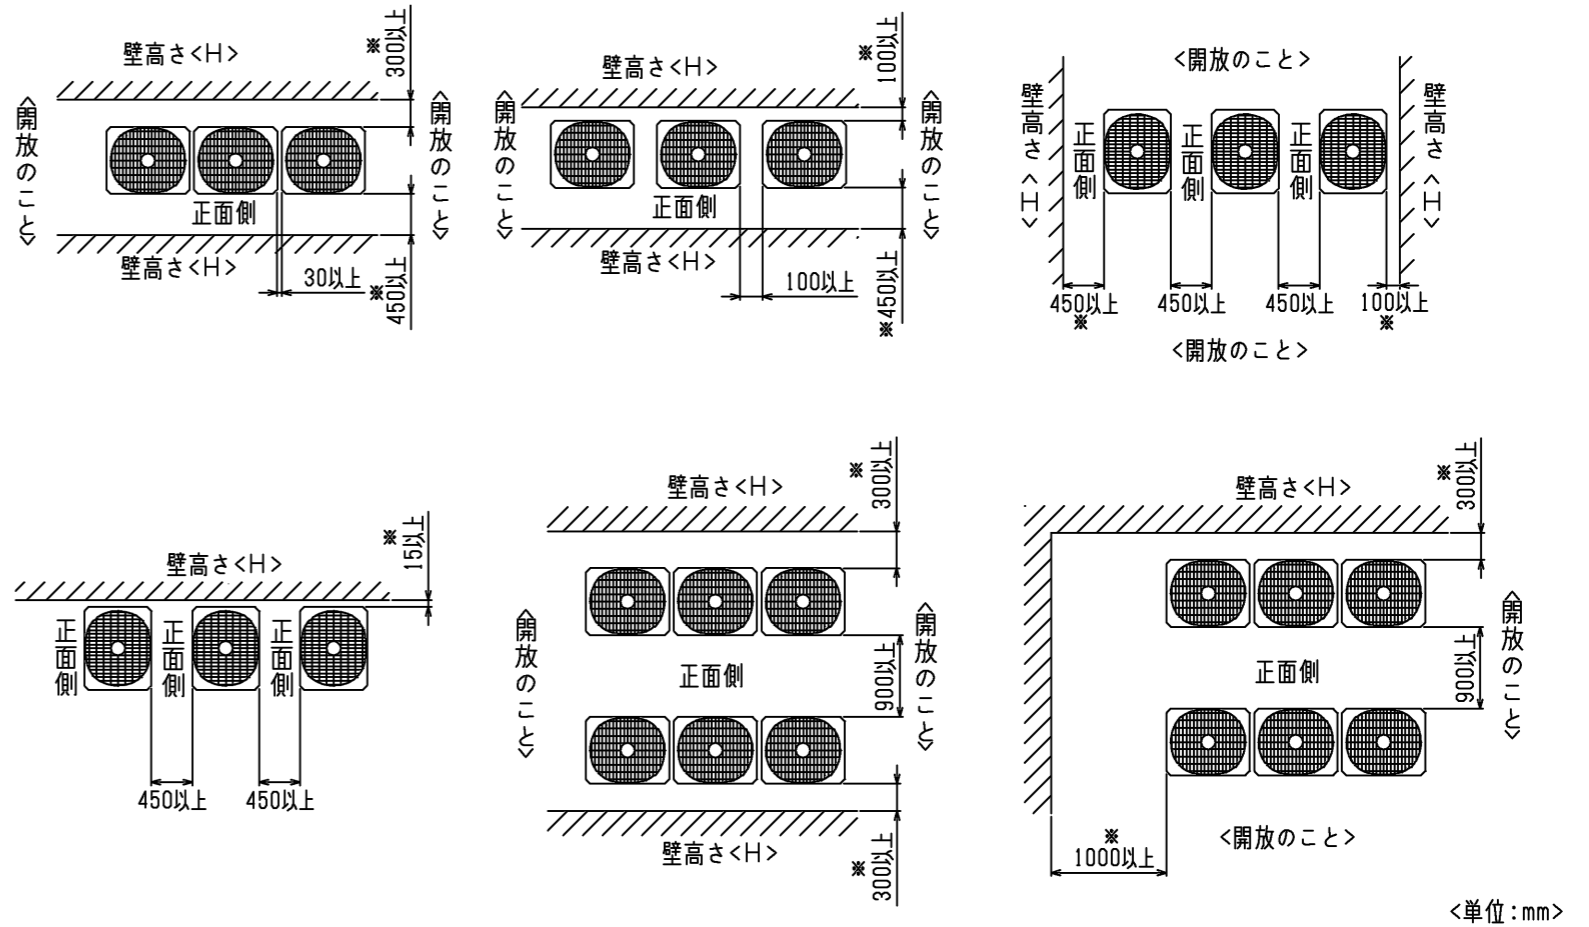 壁高さ<H>
※
300以上
<開放のこと>
<開放のこと>
正面側
壁高さ<H>
30以上
※
450以上
壁高さ<H>
※
100以上
<開放のこと>
<開放のこと>
正面側
壁高さ<H>
100以上
※450以上
<開放のこと>
壁高さ<H>
正面側
正面側
正面側
壁高さ<H>
450以上
※
450以上
450以上
100以上
※
<開放のこと>
壁高さ<H>
※
15以上
正面側
正面側
正面側
450以上
450以上
壁高さ<H>
※
300以上
<開放のこと>
正面側
900以上
<開放のこと>
壁高さ<H>
※
300以上
壁高さ<H>
※
300以上
正面側
900以上
<開放のこと>
※
1000以上
<開放のこと>
<単位:mm>